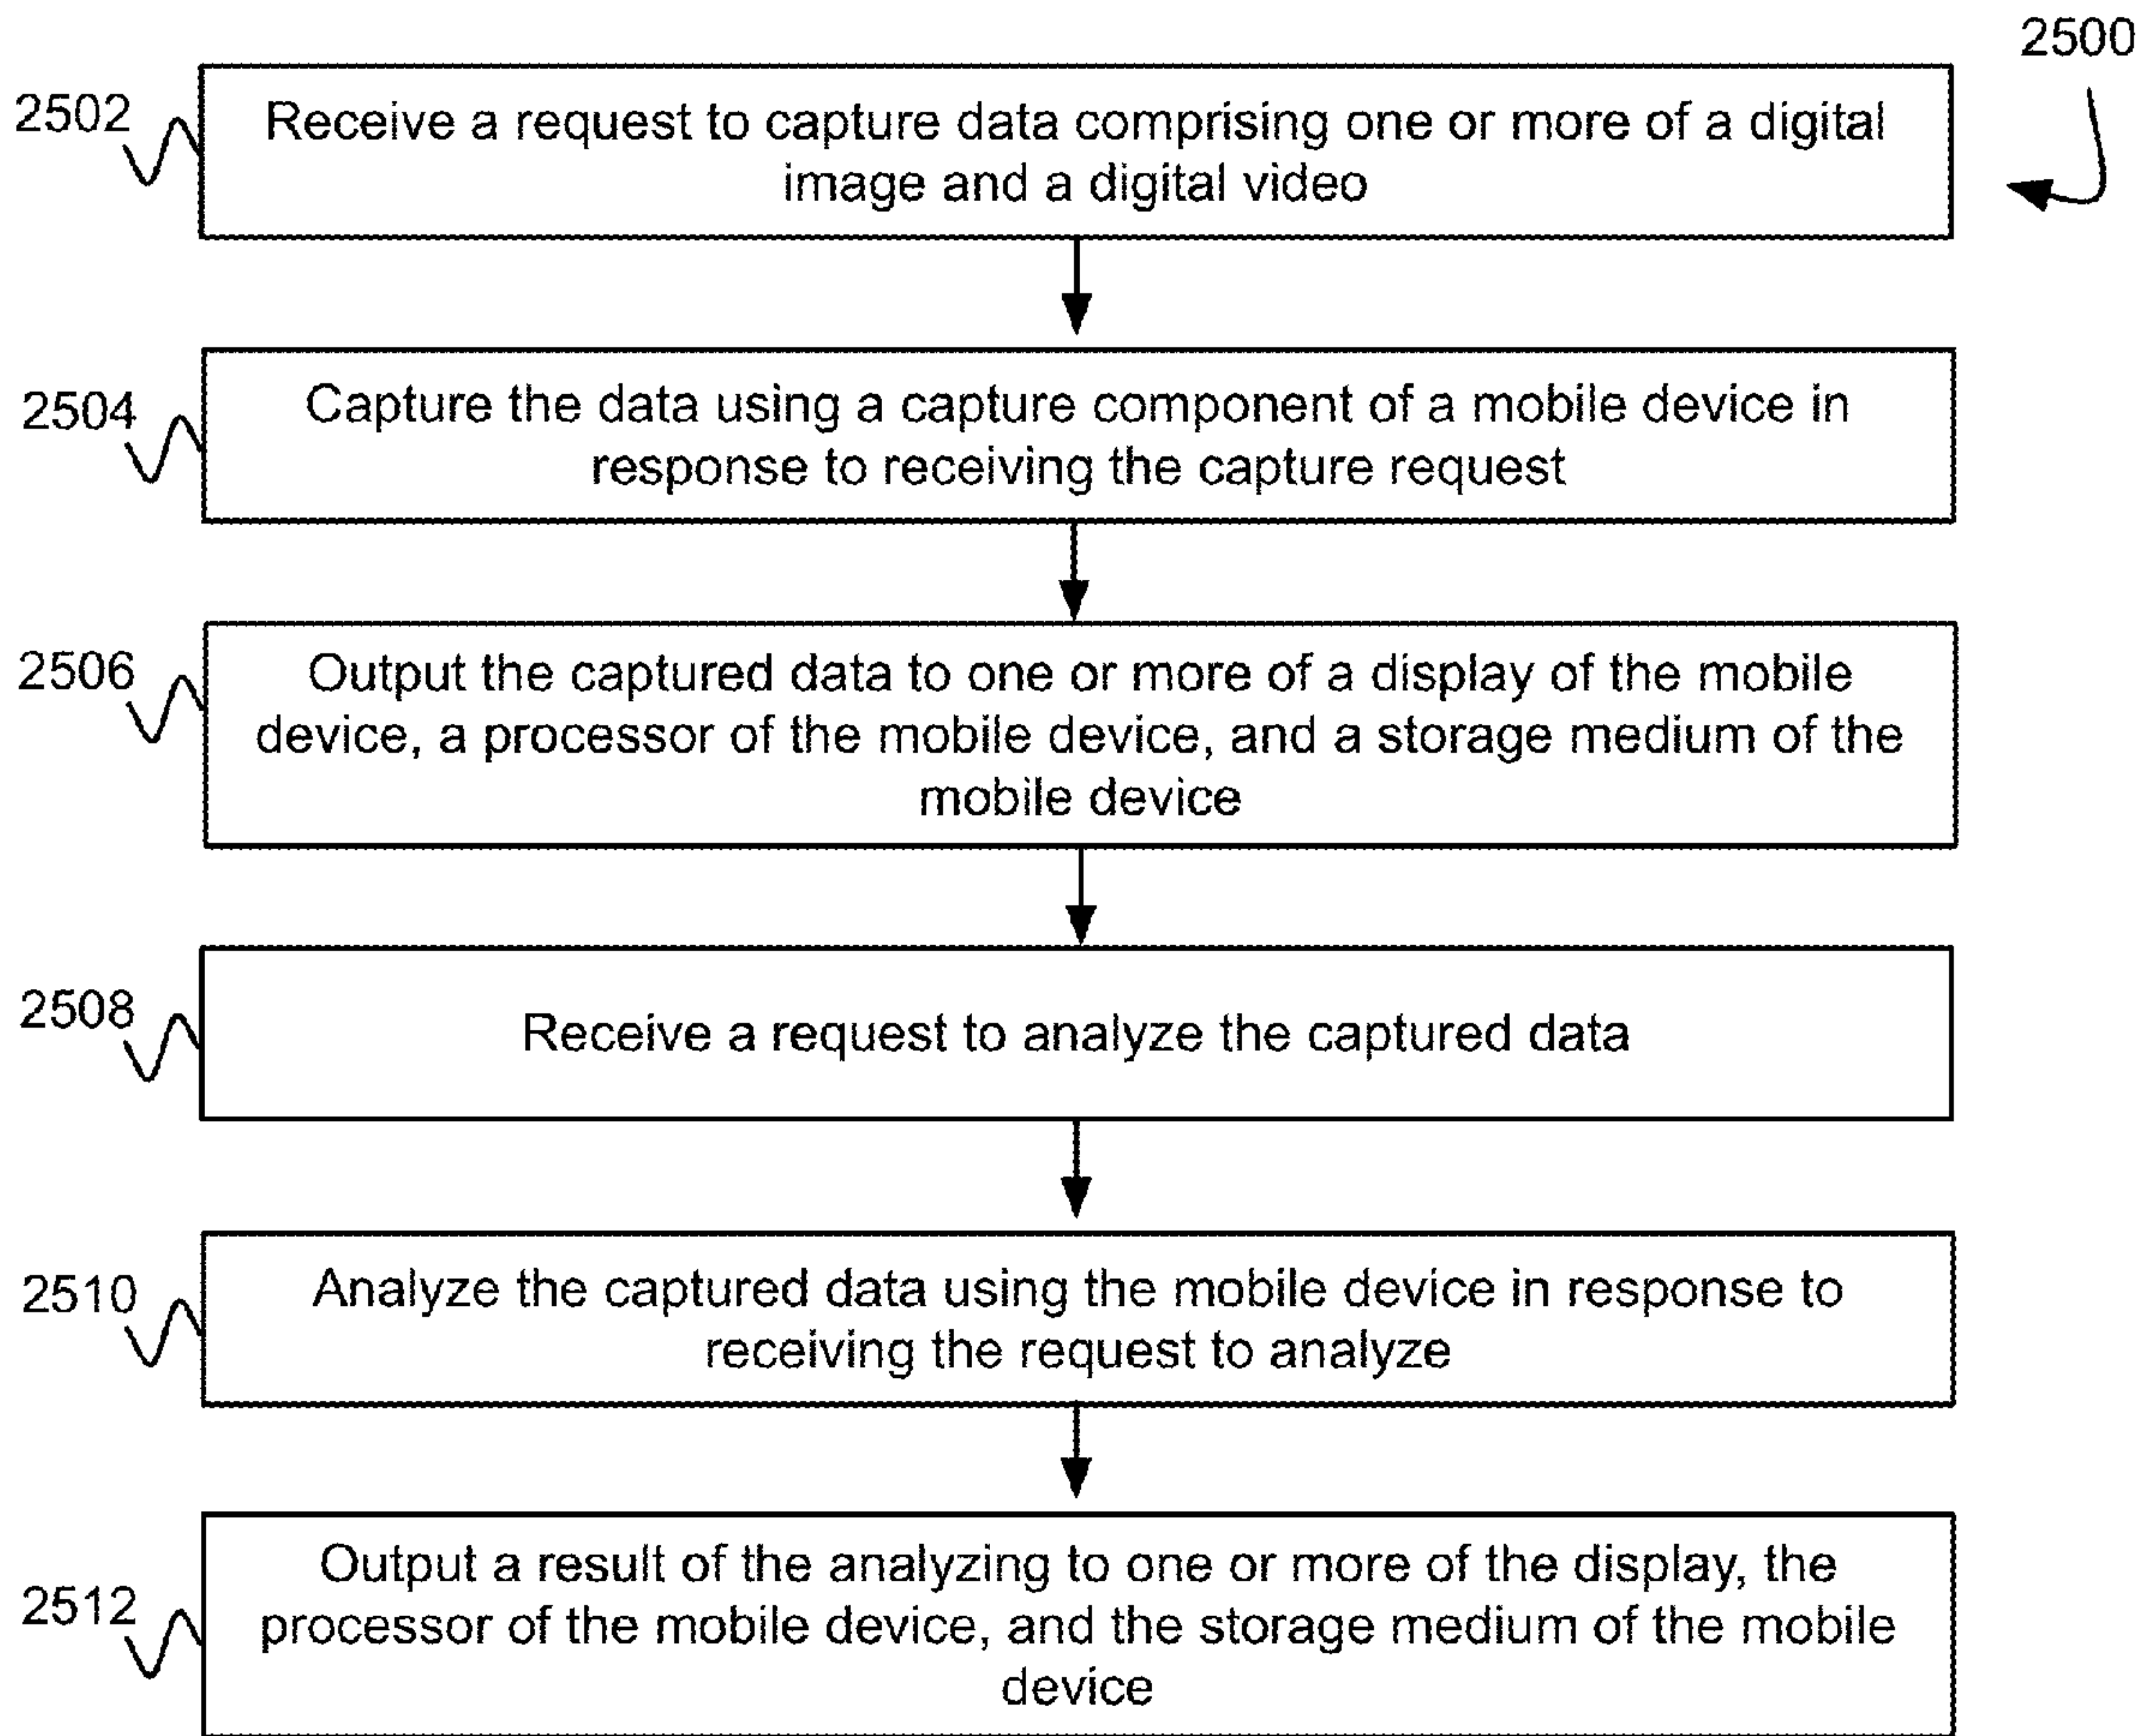 2500
2502
Receive a request to capture data comprising one or more of a digital
image and a digital video
2504
Capture the data using a capture component of a mobile device in
response to receiving the capture request
2506
Output the captured data to one or more of a display of the mobile
device, a processor of the mobile device, and a storage medium of the
mobile device
2508
Receive a request to analyze the captured data
2510
Analyze the captured data using the mobile device in response to
receiving the request to analyze
2512
Output a result of the analyzing to one or more of the display, the
processor of the mobile device, and the storage medium of the mobile
device